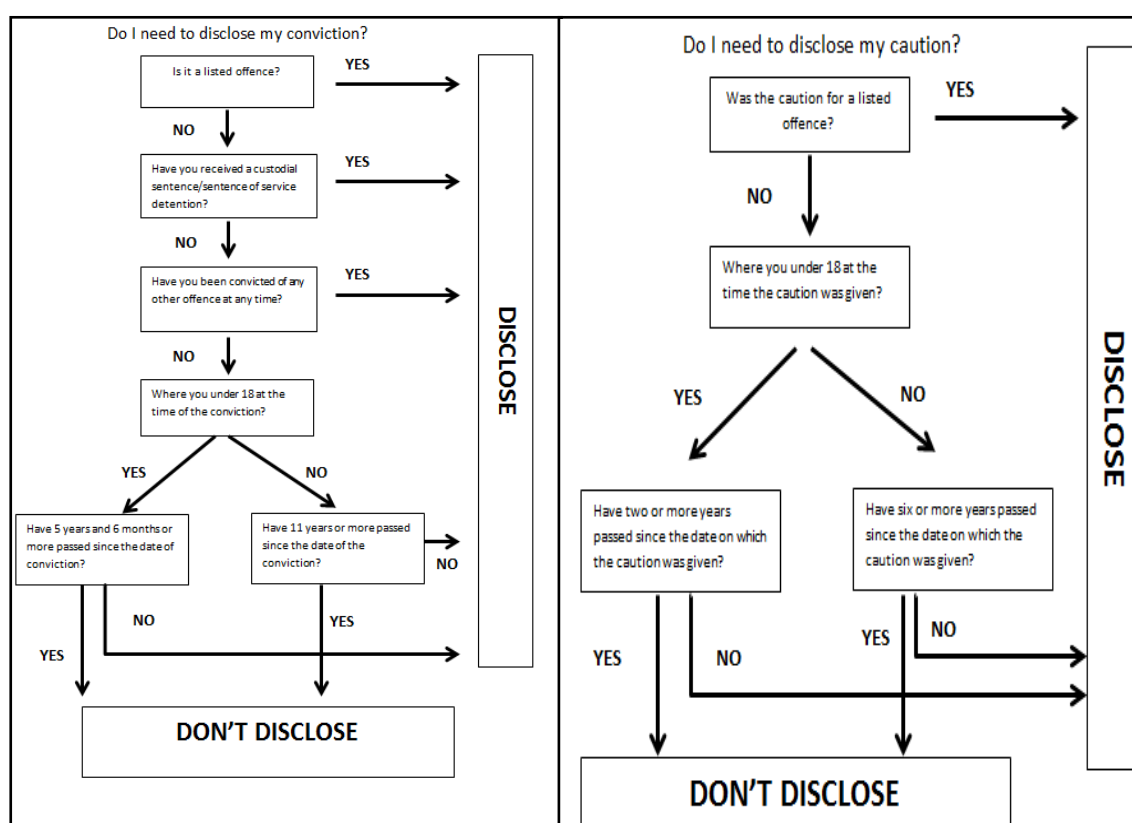 Do I need to disclose my conviction?
Is it a listed offence?
YES
NO
Have you received a custodial
sentence/sentence of service
detention?
YES
NO
Have you been convicted of any
other offence at any time?
YES
NO
Where you under 18 at the
time of the conviction?
YES
NO
Have 5 years and 6 months or
more passed since the date of
conviction?
Have 11 years or more passed
since the date of the
conviction?
NO
YES
NO
YES
DISCLOSE
DON'T DISCLOSE
Do I need to disclose my caution?
Was the caution for a listed
offence?
YES
NO
Where you under 18 at the
time the caution was given?
YES
NO
Have two or more years
passed since the date on which
the caution was given?
Have six or more years passed
since the date on which the
caution was given?
YES
NO
YES
NO
DISCLOSE
DON'T DISCLOSE